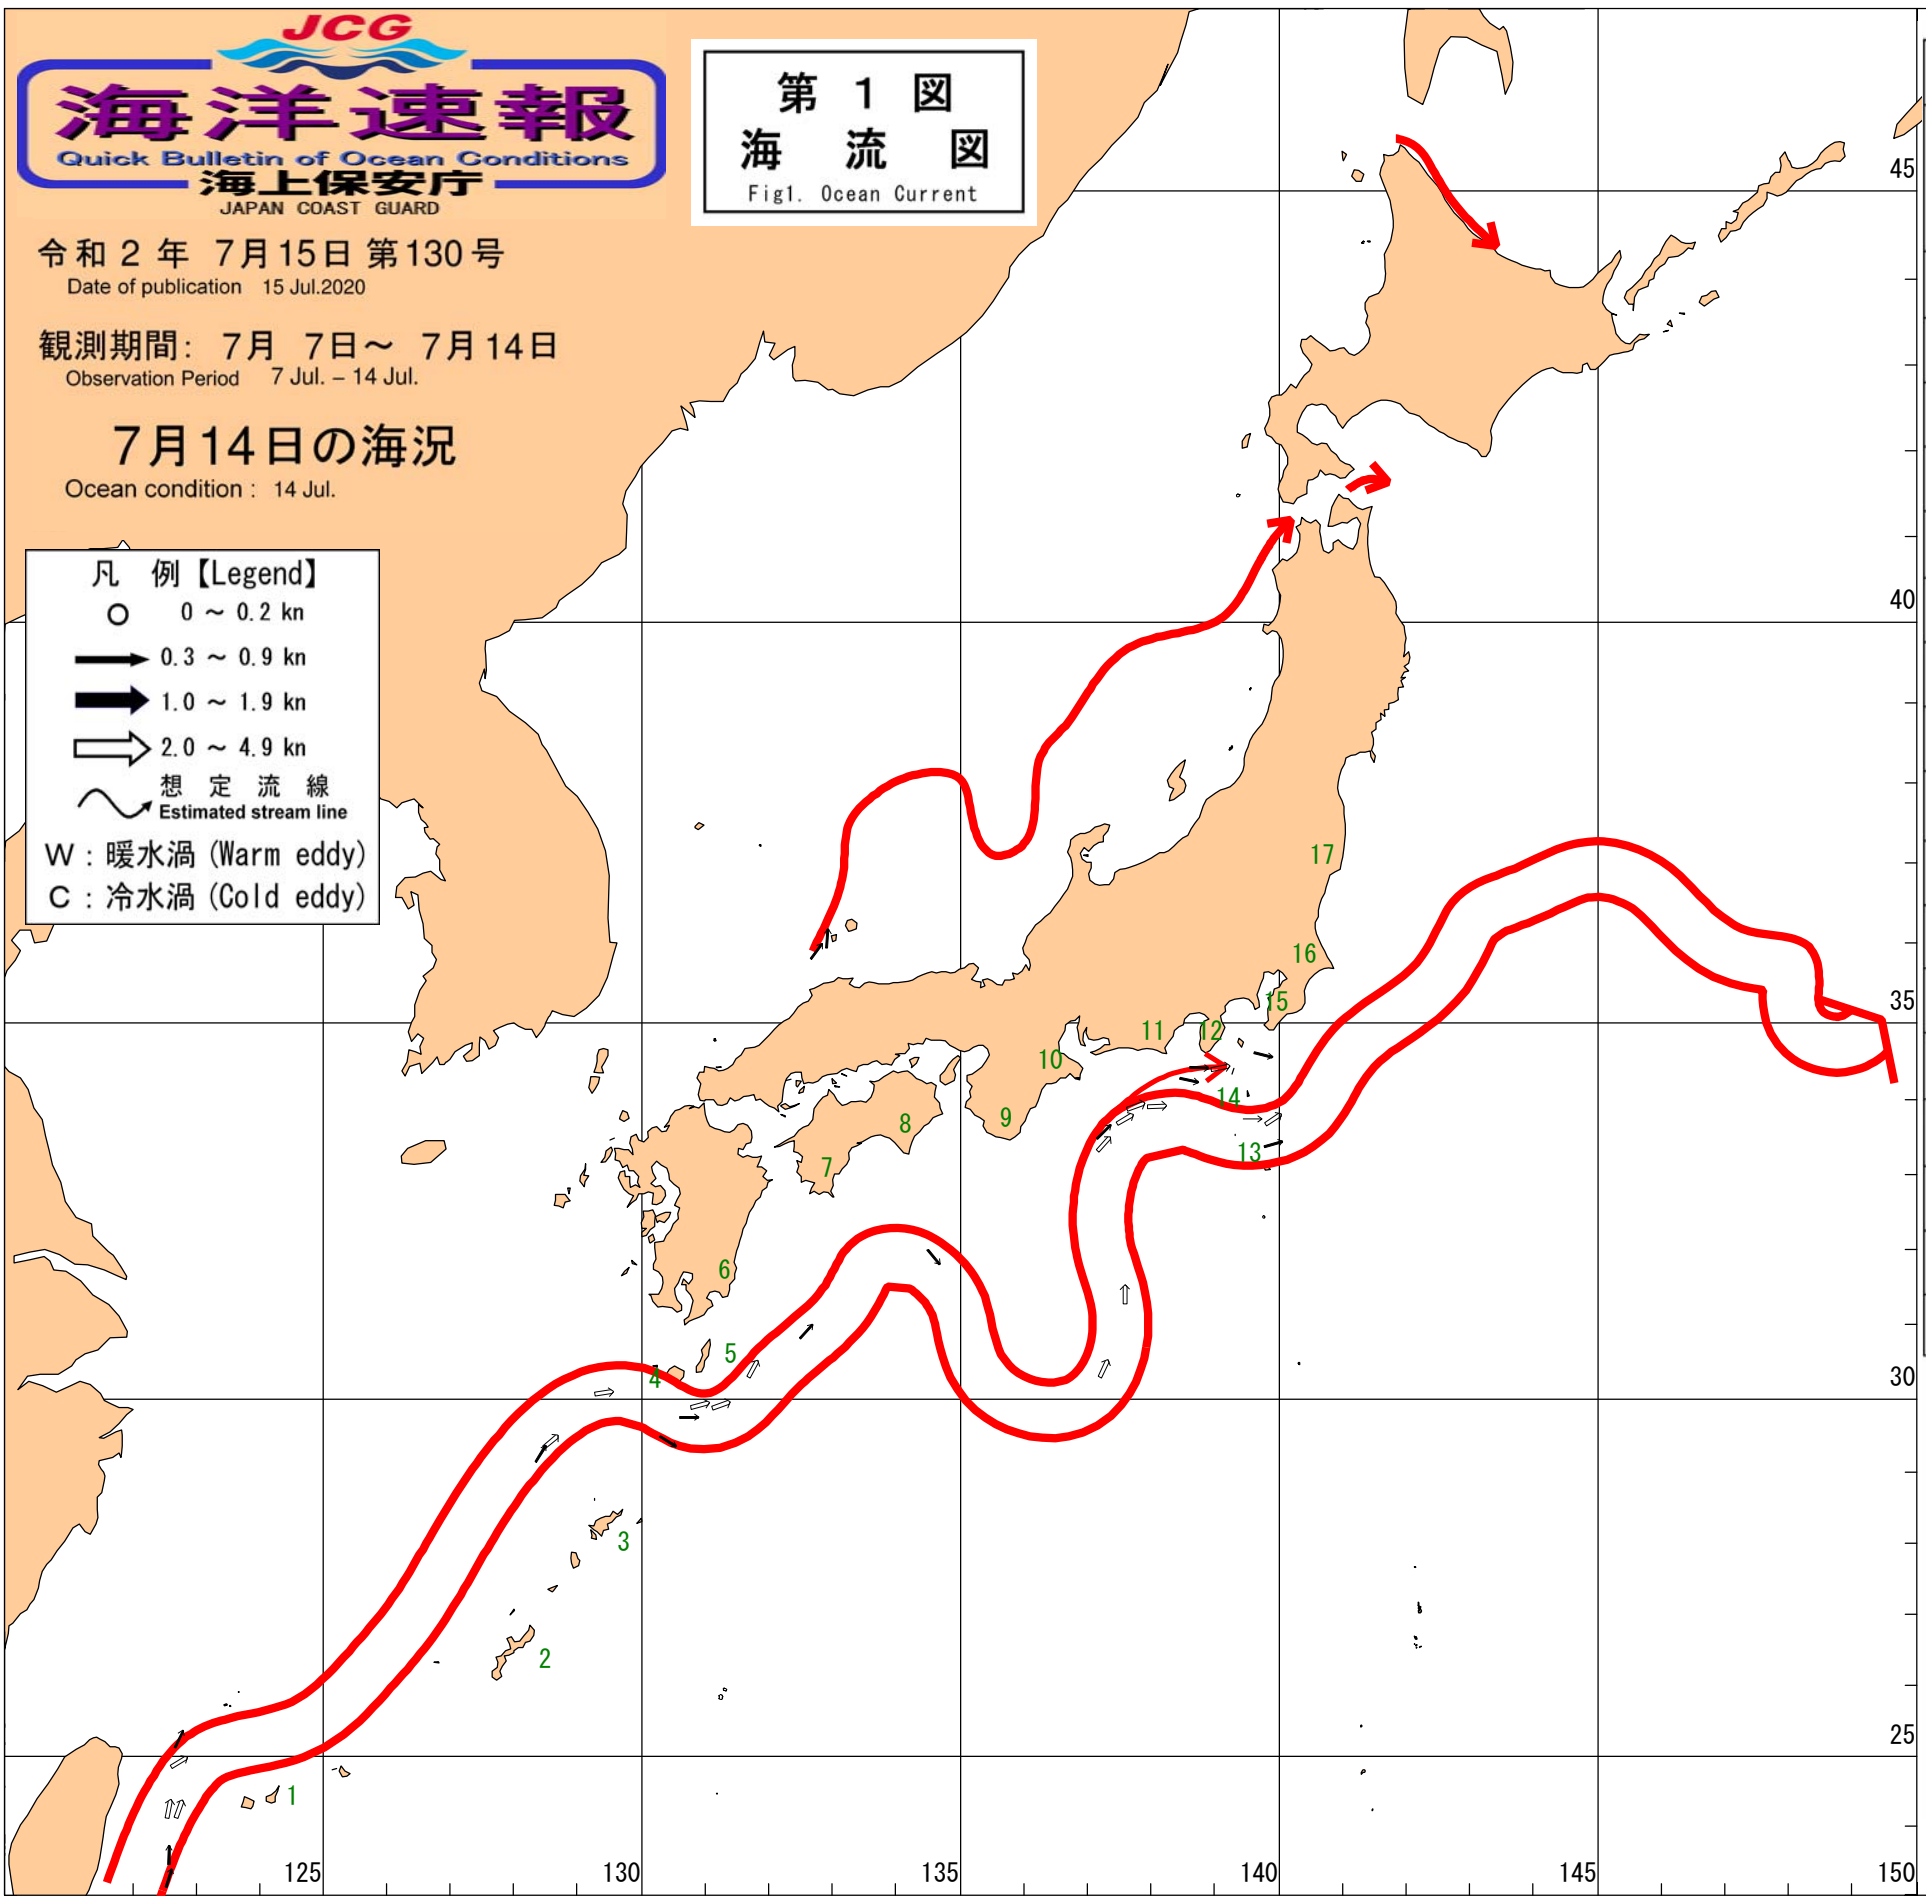 JCG
海洋速報
Quick Bulletin of Ocean Conditions
海上保安庁
JAPAN COAST GUARD
第 1 図
海 流 図
Fig1. Ocean Current
令和 2 年 7月15日 第130号
Date of publication 15 Jul.2020
観測期間: 7月 7日～ 7月14日
Observation Period 7 Jul. – 14 Jul.
7月14日の海況
Ocean condition : 14 Jul.
凡 例【Legend】
0 ～ 0.2 kn
0.3 ～ 0.9 kn
1.0 ～ 1.9 kn
2.0 ～ 4.9 kn
想 定 流 線
Estimated stream line
W : 暖水渦 (Warm eddy)
C : 冷水渦 (Cold eddy)
45
40
35
30
25
17
16
15
12
11
10
14
13
9
8
7
6
5
4
3
2
1
125
130
135
140
145
150